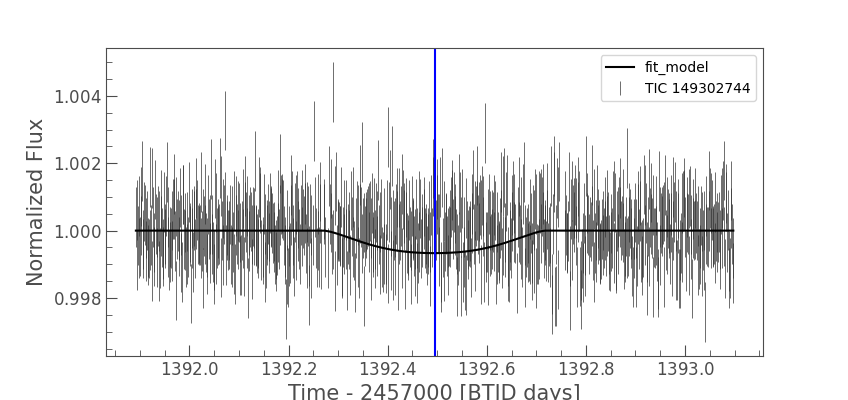 fit_model
TIC 149302744
Normalized Flux
1.004
1.002
1.000
0.998
1392.0 1392.2 1392.4 1392.6 1392.8 1393.0
Time - 2457000 [BTJD days]